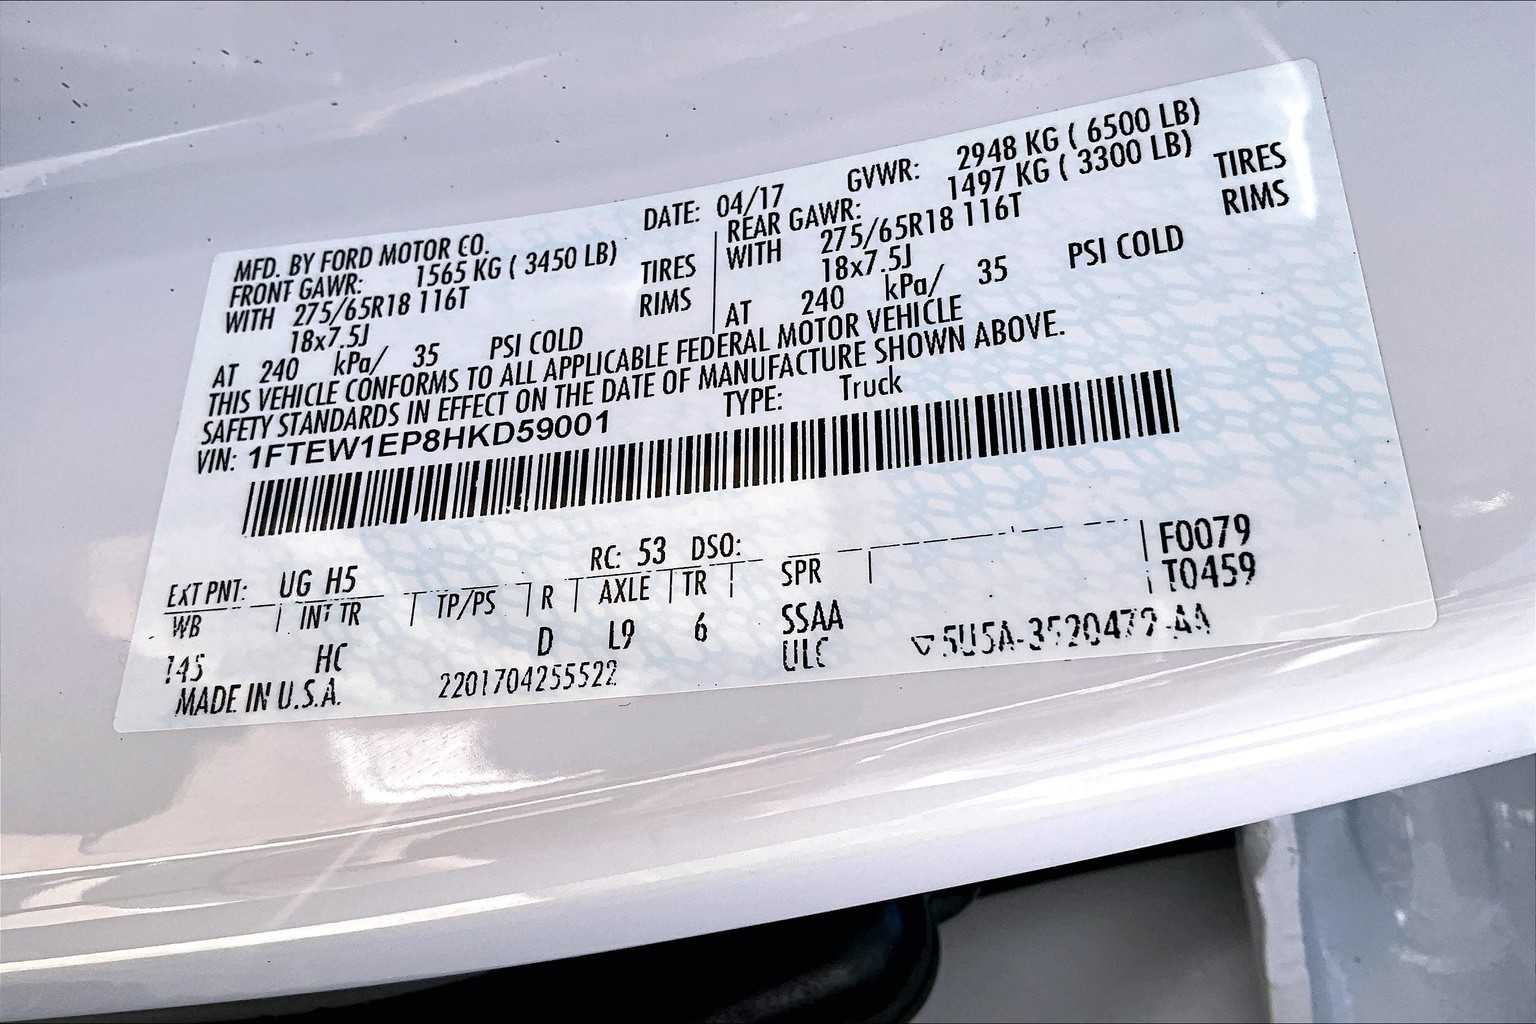 MFD. BY FORD MOTOR CO.
DATE: 04/17
GVWR: 2948 KG ( 6500 LB)
FRONT GAWR: 1565 KG ( 3450 LB)
WITH 275/65R18 116T TIRES
18x7.5J RIMS
AT 240 kPa/ 35 PSI COLD
REAR GAWR: 1497 KG ( 3300 LB)
WITH 275/65R18 116T TIRES
18x7.5J RIMS
AT 240 kPa/ 35 PSI COLD
THIS VEHICLE CONFORMS TO ALL APPLICABLE FEDERAL MOTOR VEHICLE
SAFETY STANDARDS IN EFFECT ON THE DATE OF MANUFACTURE SHOWN ABOVE.
VIN: 1FTEW1EP8HKD59001 TYPE: Truck
EXT PNT: UG H5 RC: 53 DSO: F0079
WB INT TR TP/PS R AXLE TR SPR T0459
145 HC D L9 6 SSAA
ULC 5U5A-3520472-AA
MADE IN U.S.A. 2201704255522